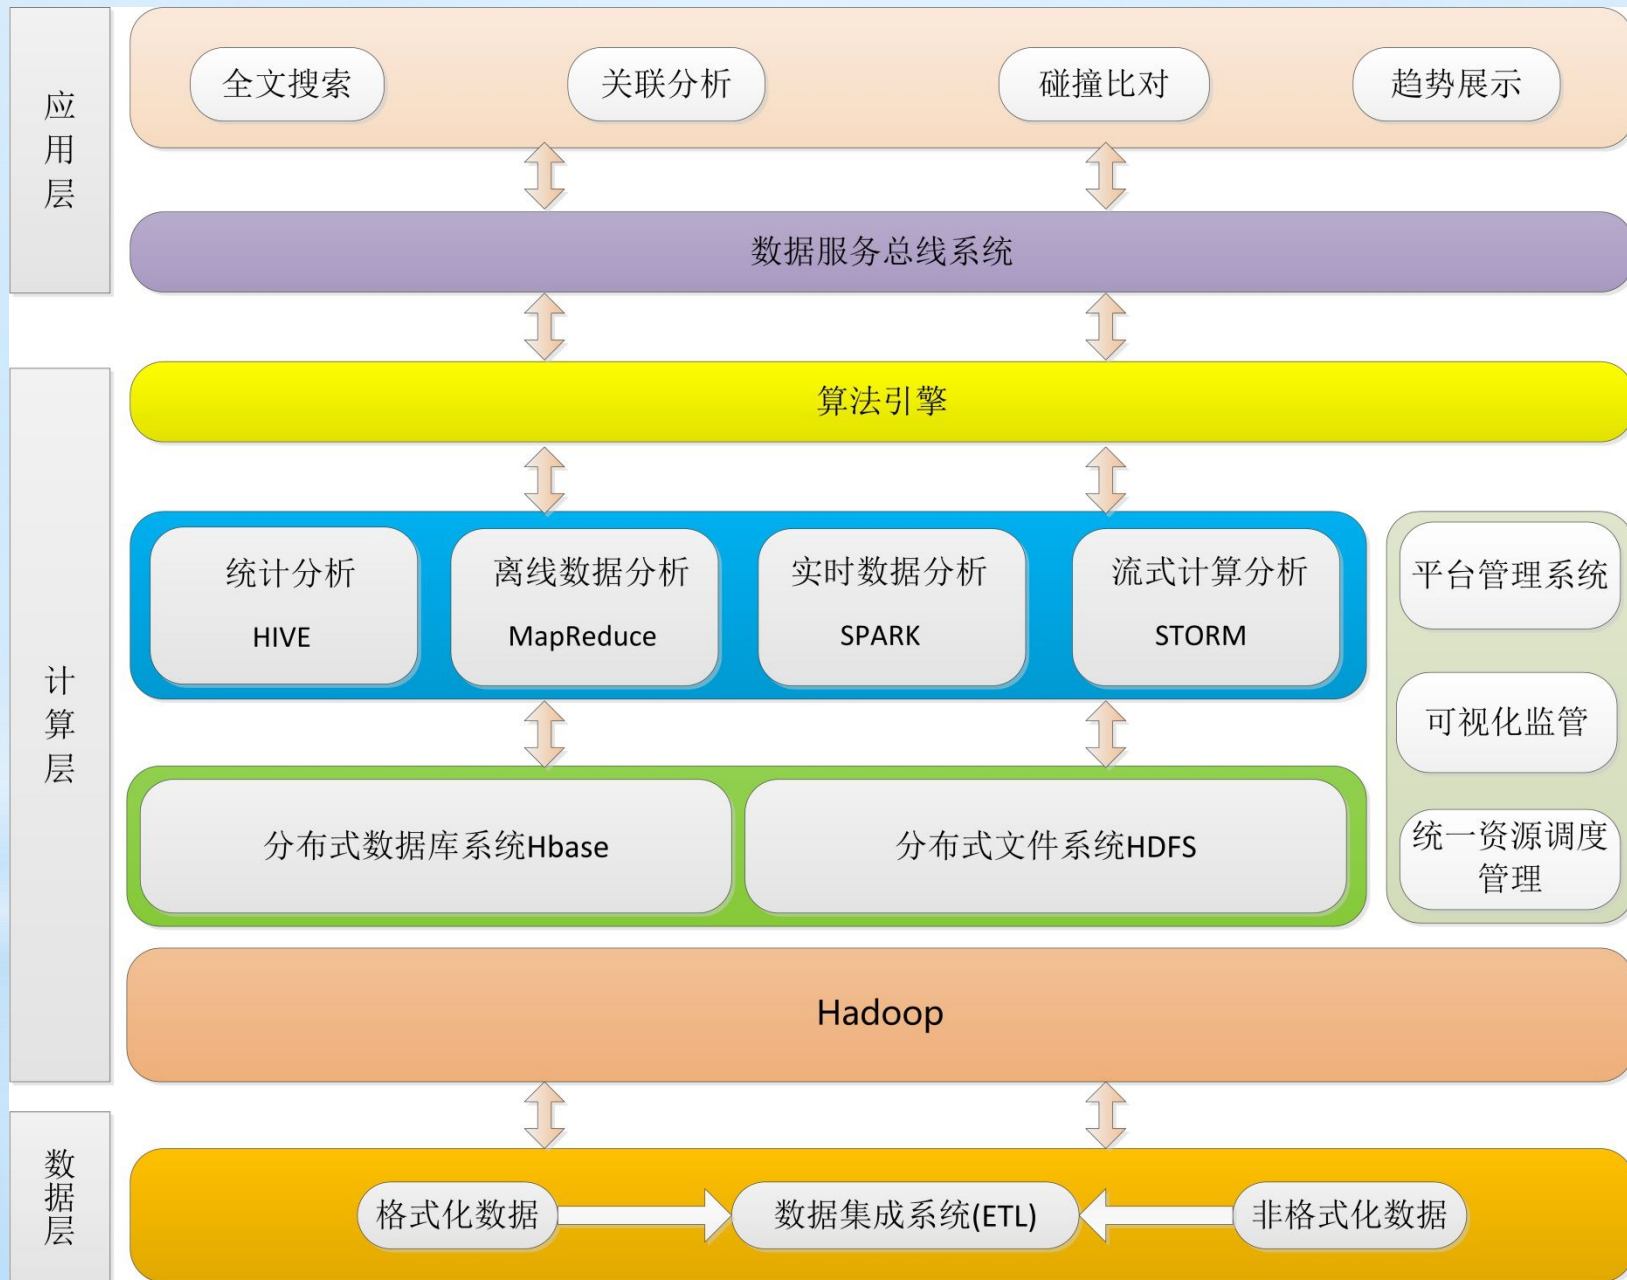 应用层
全文搜索
关联分析
碰撞比对
趋势展示
数据服务总线系统
计算层
算法引擎
统计分析
HIVE
离线数据分析
MapReduce
实时数据分析
SPARK
流式计算分析
STORM
平台管理系统
可视化监管
统一资源调度
管理
分布式数据库系统Hbase
分布式文件系统HDFS
Hadoop
数据层
格式化数据
数据集成系统(ETL)
非格式化数据